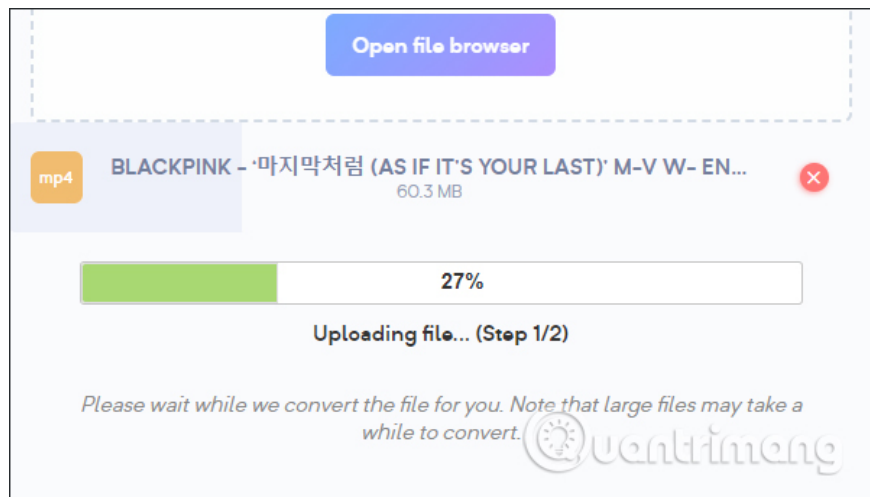 Open file browser
mp4
BLACKPINK - '마지막처럼 (AS IF IT'S YOUR LAST)' M-V W- EN...
60.3 MB
27%
Uploading file... (Step 1/2)
Please wait while we convert the file for you. Note that large files may take a
while to convert.
Quantrimang